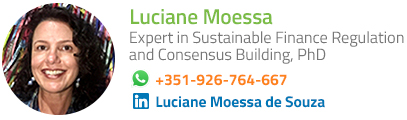 Luciane Moessa
Expert in Sustainable Finance Regulation
and Consensus Building, PhD
+351-926-764-667
in Luciane Moessa de Souza